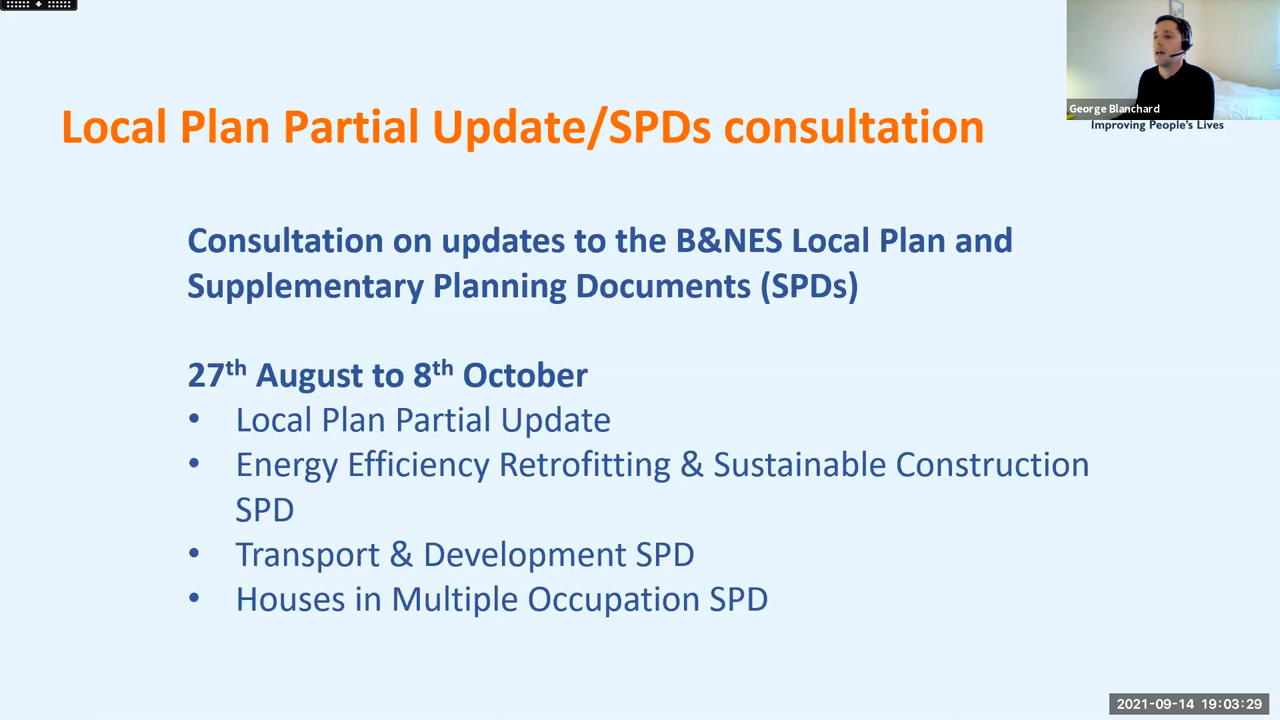 George Blanchard
Improving People's Lives
Local Plan Partial Update/SPDs consultation
Consultation on updates to the B&NES Local Plan and
Supplementary Planning Documents (SPDs)
27th August to 8th October
• Local Plan Partial Update
• Energy Efficiency Retrofitting & Sustainable Construction
SPD
• Transport & Development SPD
• Houses in Multiple Occupation SPD
2021-09-14 19:03:29